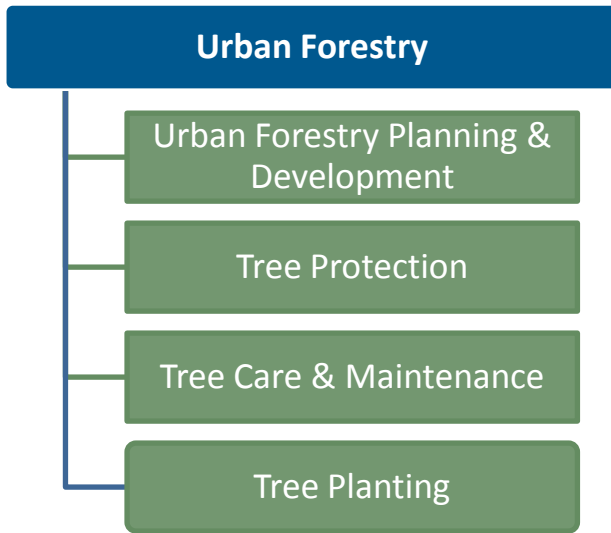 Urban Forestry
Urban Forestry Planning &
Development
Tree Protection
Tree Care & Maintenance
Tree Planting